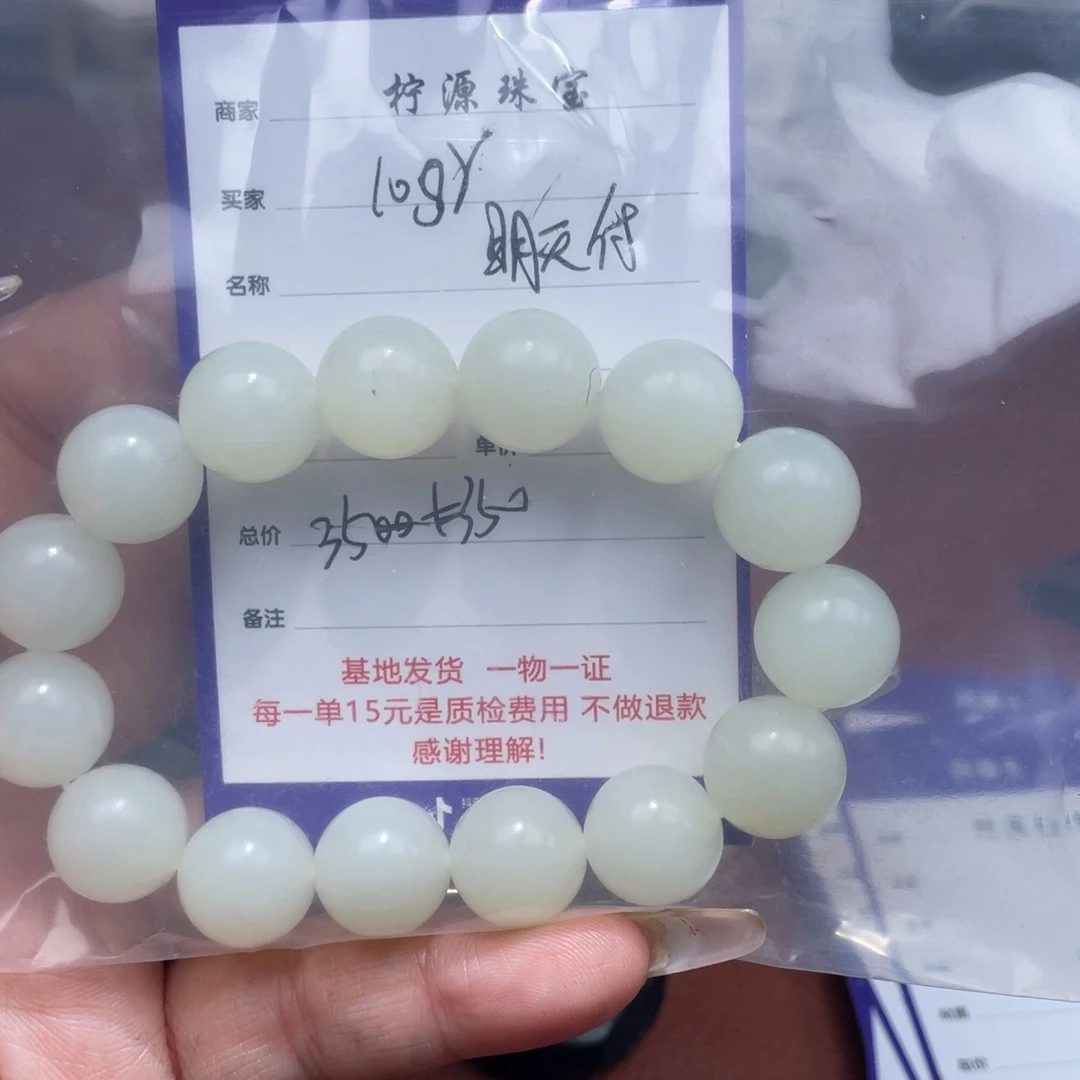 商家 柠源珠宝
买家 logy
明天付
名称
单价
总价 3500+350
备注
基地发货 一物一证
每一单15元是质检费用 不做退款
感谢理解!